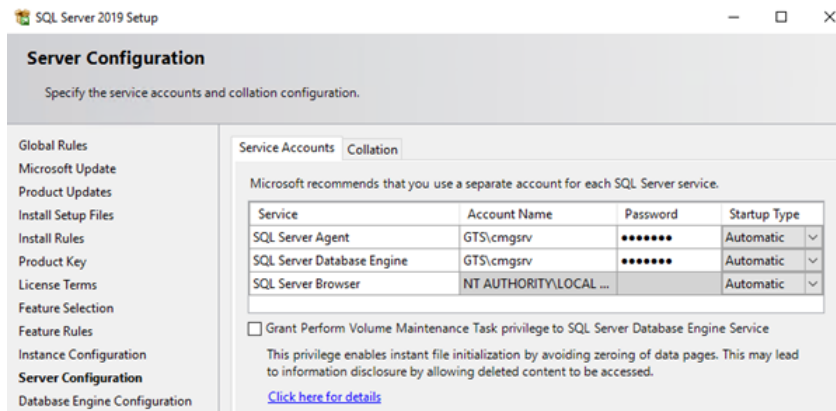 SQL Server 2019 Setup
Server Configuration
Specify the service accounts and collation configuration.
Global Rules
Microsoft Update
Product Updates
Install Setup Files
Install Rules
Product Key
License Terms
Feature Selection
Feature Rules
Instance Configuration
Server Configuration
Database Engine Configuration
Service Accounts Collation
Microsoft recommends that you use a separate account for each SQL Server service.
Service Account Name Password Startup Type
SQL Server Agent GTS\cmgsrv ●●●●●●● Automatic
SQL Server Database Engine GTS\cmgsrv ●●●●●●● Automatic
SQL Server Browser NT AUTHORITY\LOCAL ... Automatic
Grant Perform Volume Maintenance Task privilege to SQL Server Database Engine Service
This privilege enables instant file initialization by avoiding zeroing of data pages. This may lead
to information disclosure by allowing deleted content to be accessed.
Click here for details